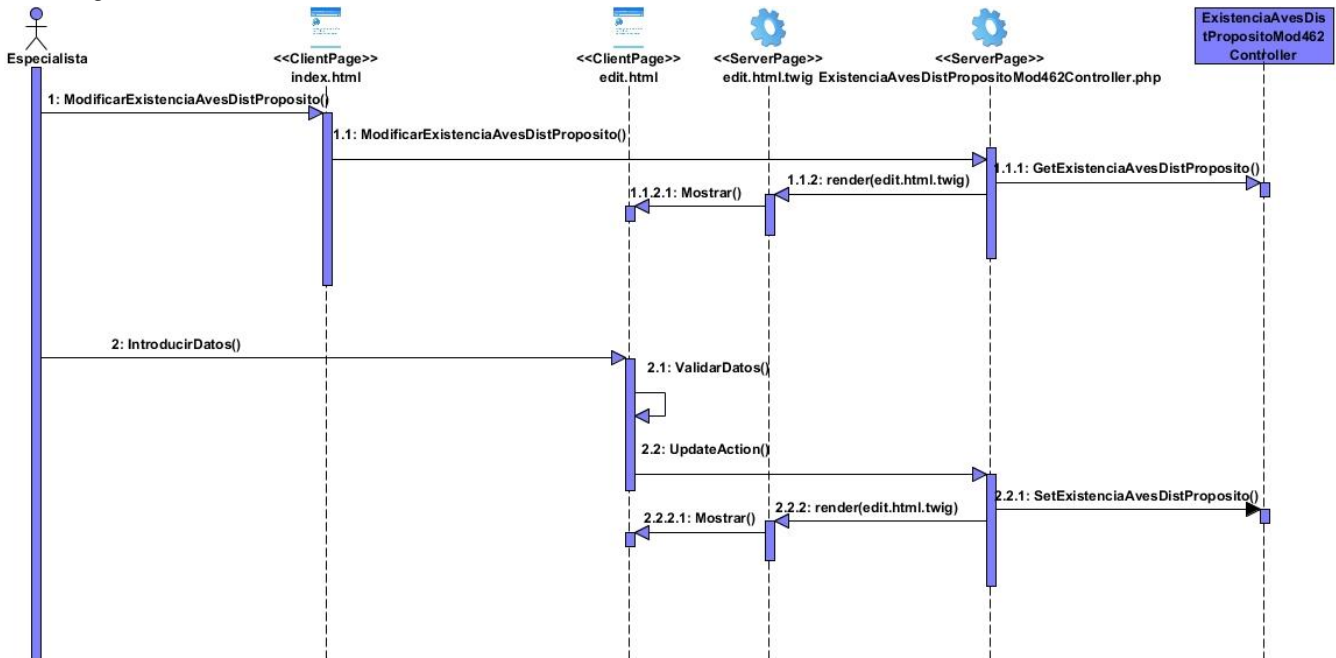 Especialista
<<ClientPage>>
index.html
<<ClientPage>>
edit.html
<<ServerPage>>
edit.html.twig
<<ServerPage>>
ExistenciaAvesDistPropositoMod462Controller.php
ExistenciaAvesDis
tPropositoMod462
Controller
1: ModificarExistenciaAvesDistProposito()
1.1: ModificarExistenciaAvesDistProposito()
1.1.1: GetExistenciaAvesDistProposito()
1.1.2: render(edit.html.twig)
1.1.2.1: Mostrar()
2: IntroducirDatos()
2.1: ValidarDatos()
2.2: UpdateAction()
2.2.1: SetExistenciaAvesDistProposito()
2.2.2: render(edit.html.twig)
2.2.2.1: Mostrar()